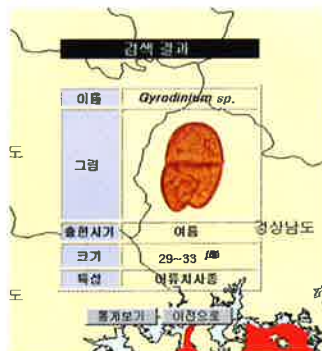 검색 결과
이름 Gyrodinium sp.
그림
도
출현시기 여름 경상남도
크기 29~33 ㎛
특성 어류치사종
도
통계보기 이전으로